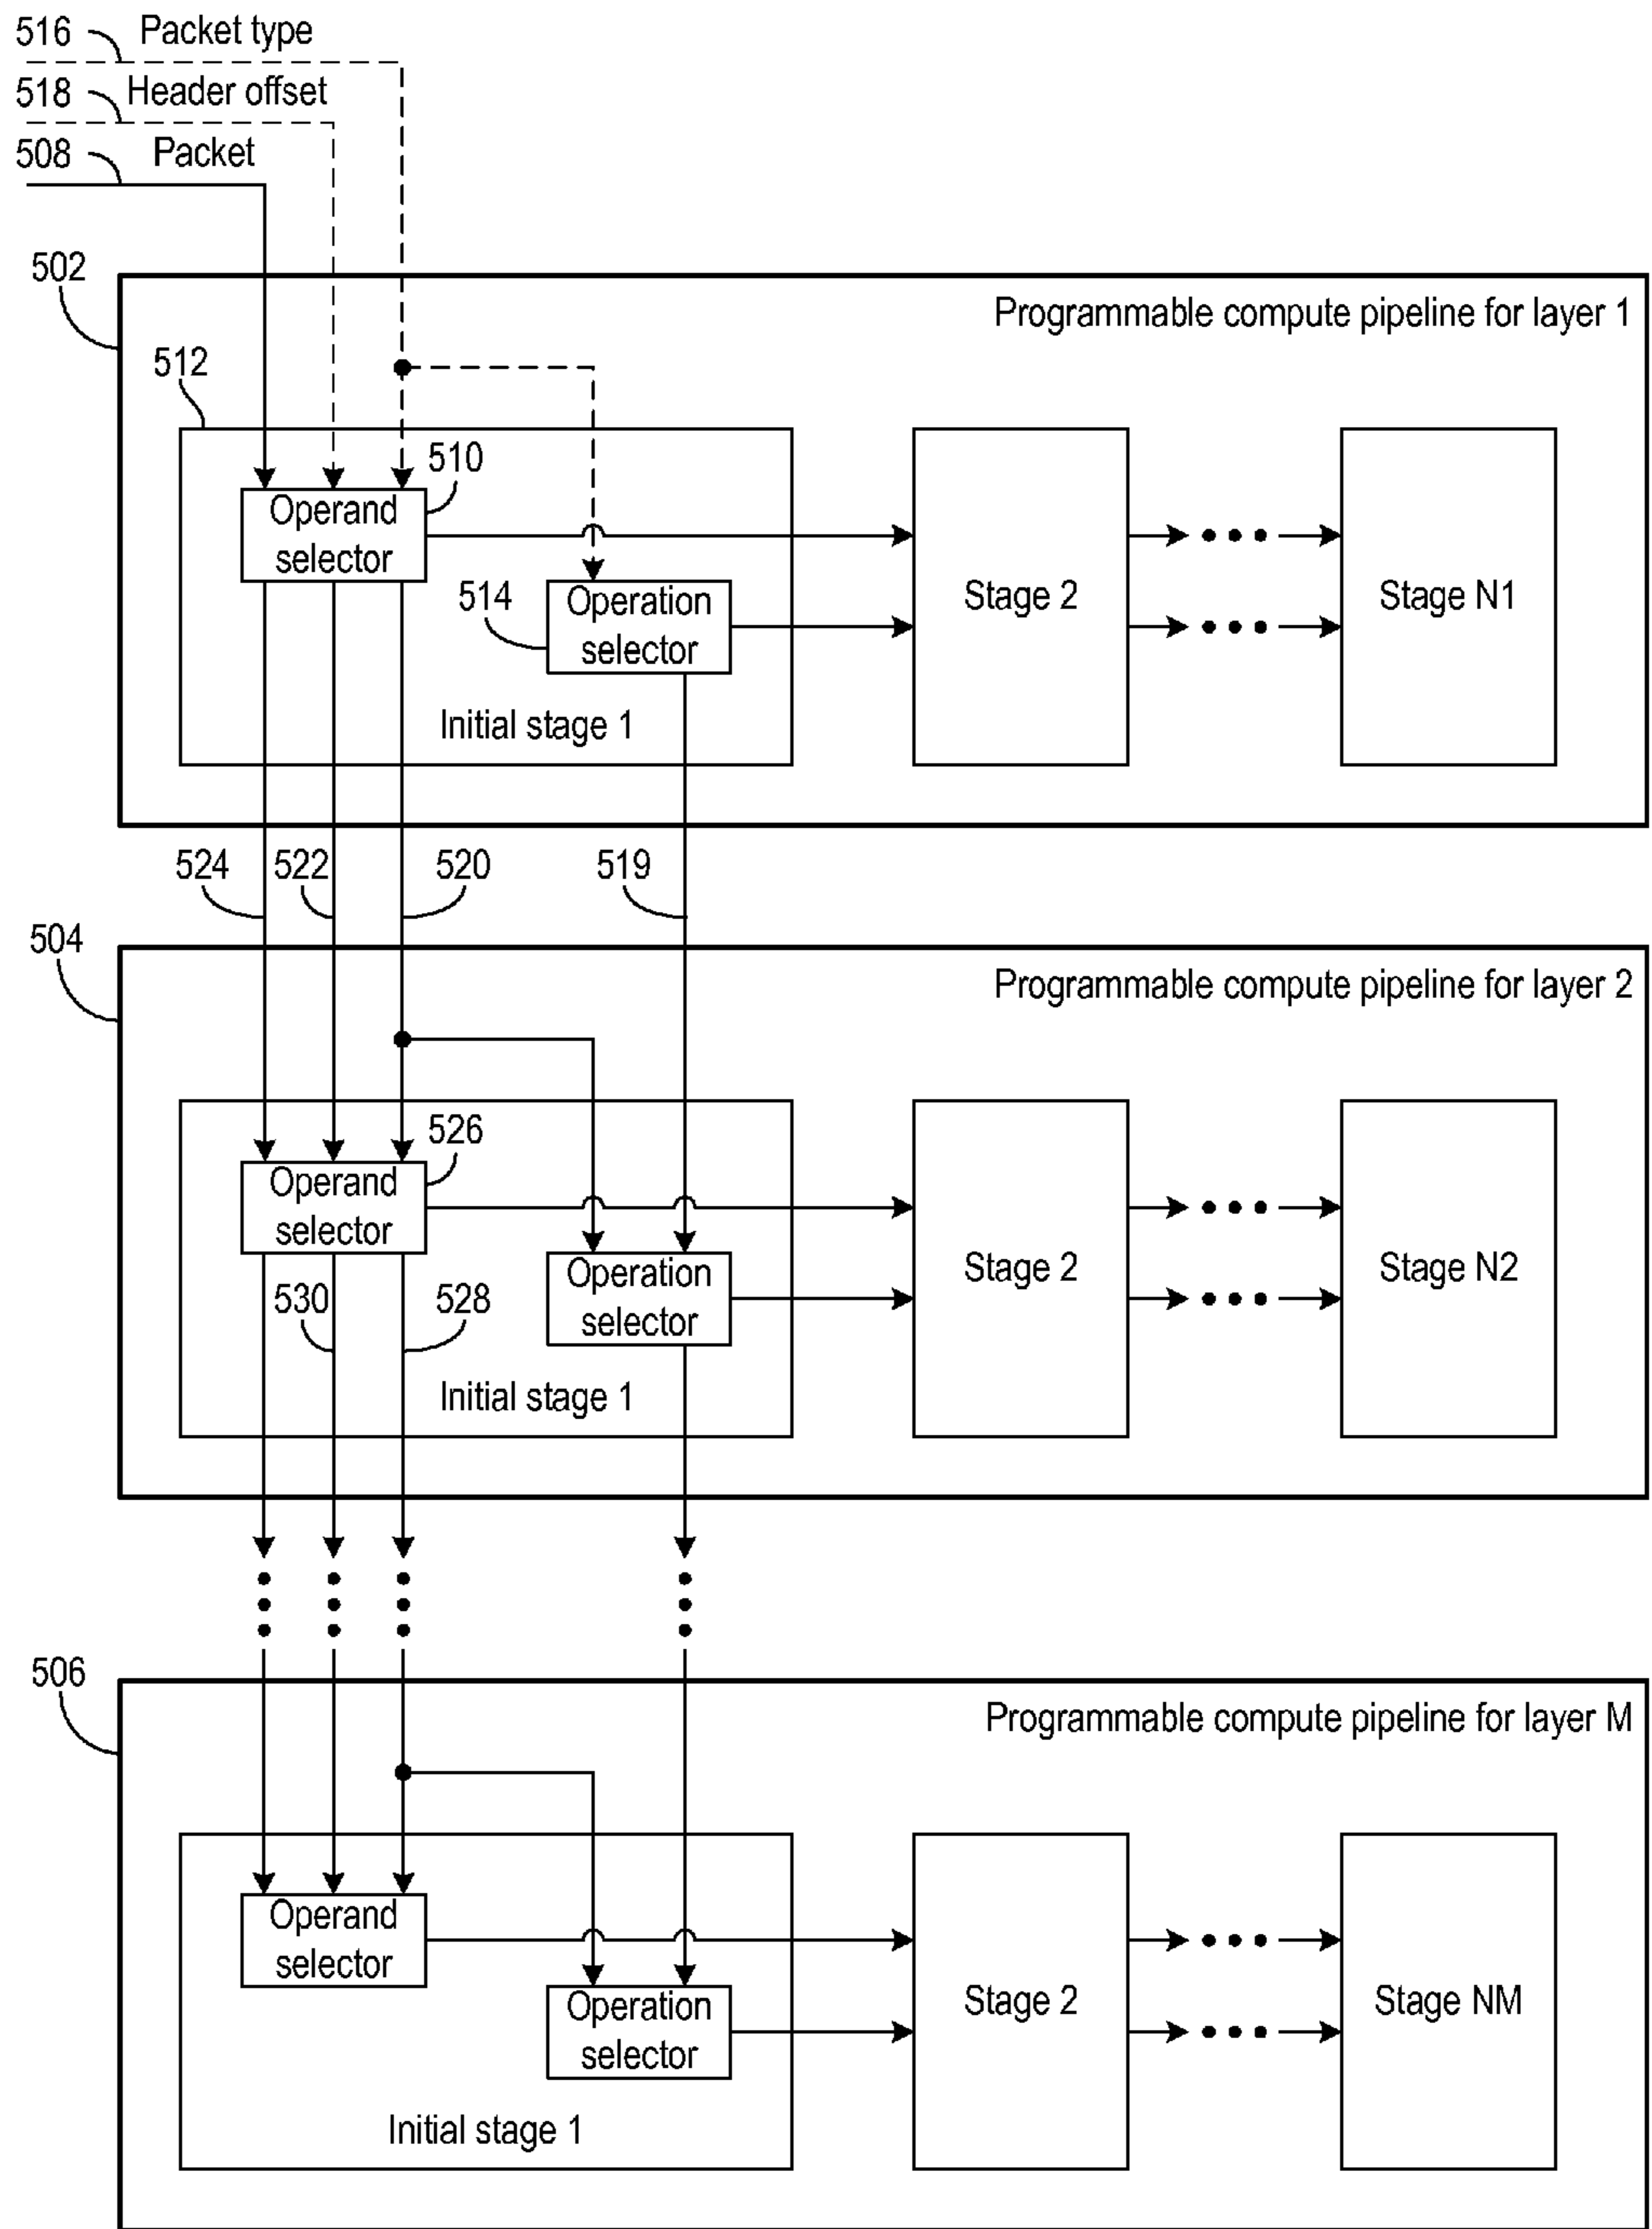 516 Packet type
518 Header offset
508 Packet
502
Programmable compute pipeline for layer 1
512
510
Operand
selector
514
Operation
selector
Stage 2
Stage N1
Initial stage 1
524
522
520
519
504
Programmable compute pipeline for layer 2
526
Operand
selector
Operation
selector
Stage 2
Stage N2
530
528
Initial stage 1
506
Programmable compute pipeline for layer M
Operand
selector
Operation
selector
Stage 2
Stage NM
Initial stage 1